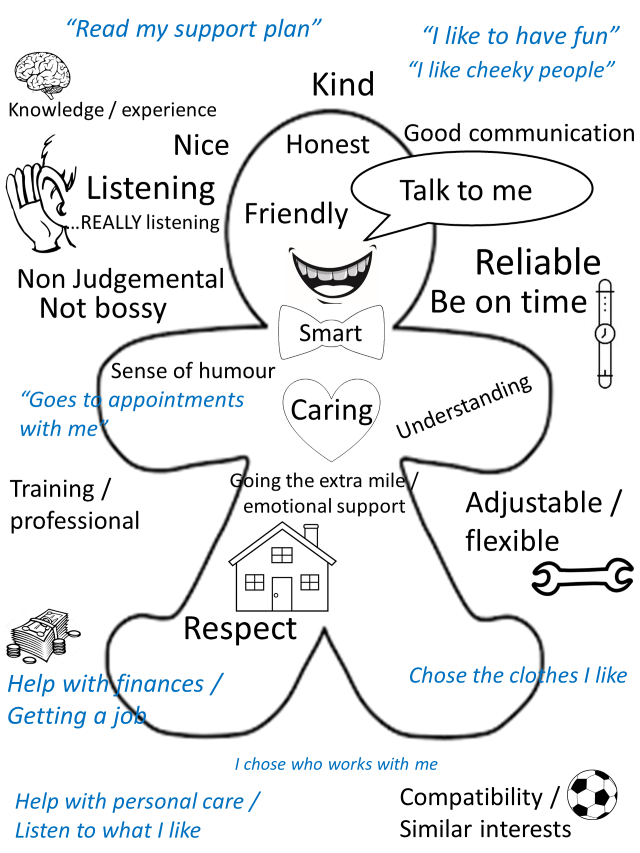 “Read my support plan”
“I like to have fun”
“I like cheeky people”
Kind
Knowledge / experience
Nice
Honest
Good communication
Listening
...REALLY listening
Friendly
Talk to me
Non Judgemental
Not bossy
Reliable
Be on time
Smart
Sense of humour
“Goes to appointments
with me”
Caring
Understanding
Going the extra mile /
emotional support
Training /
professional
Adjustable /
flexible
Respect
Help with finances /
Getting a job
Chose the clothes I like
I chose who works with me
Help with personal care /
Listen to what I like
Compatibility /
Similar interests